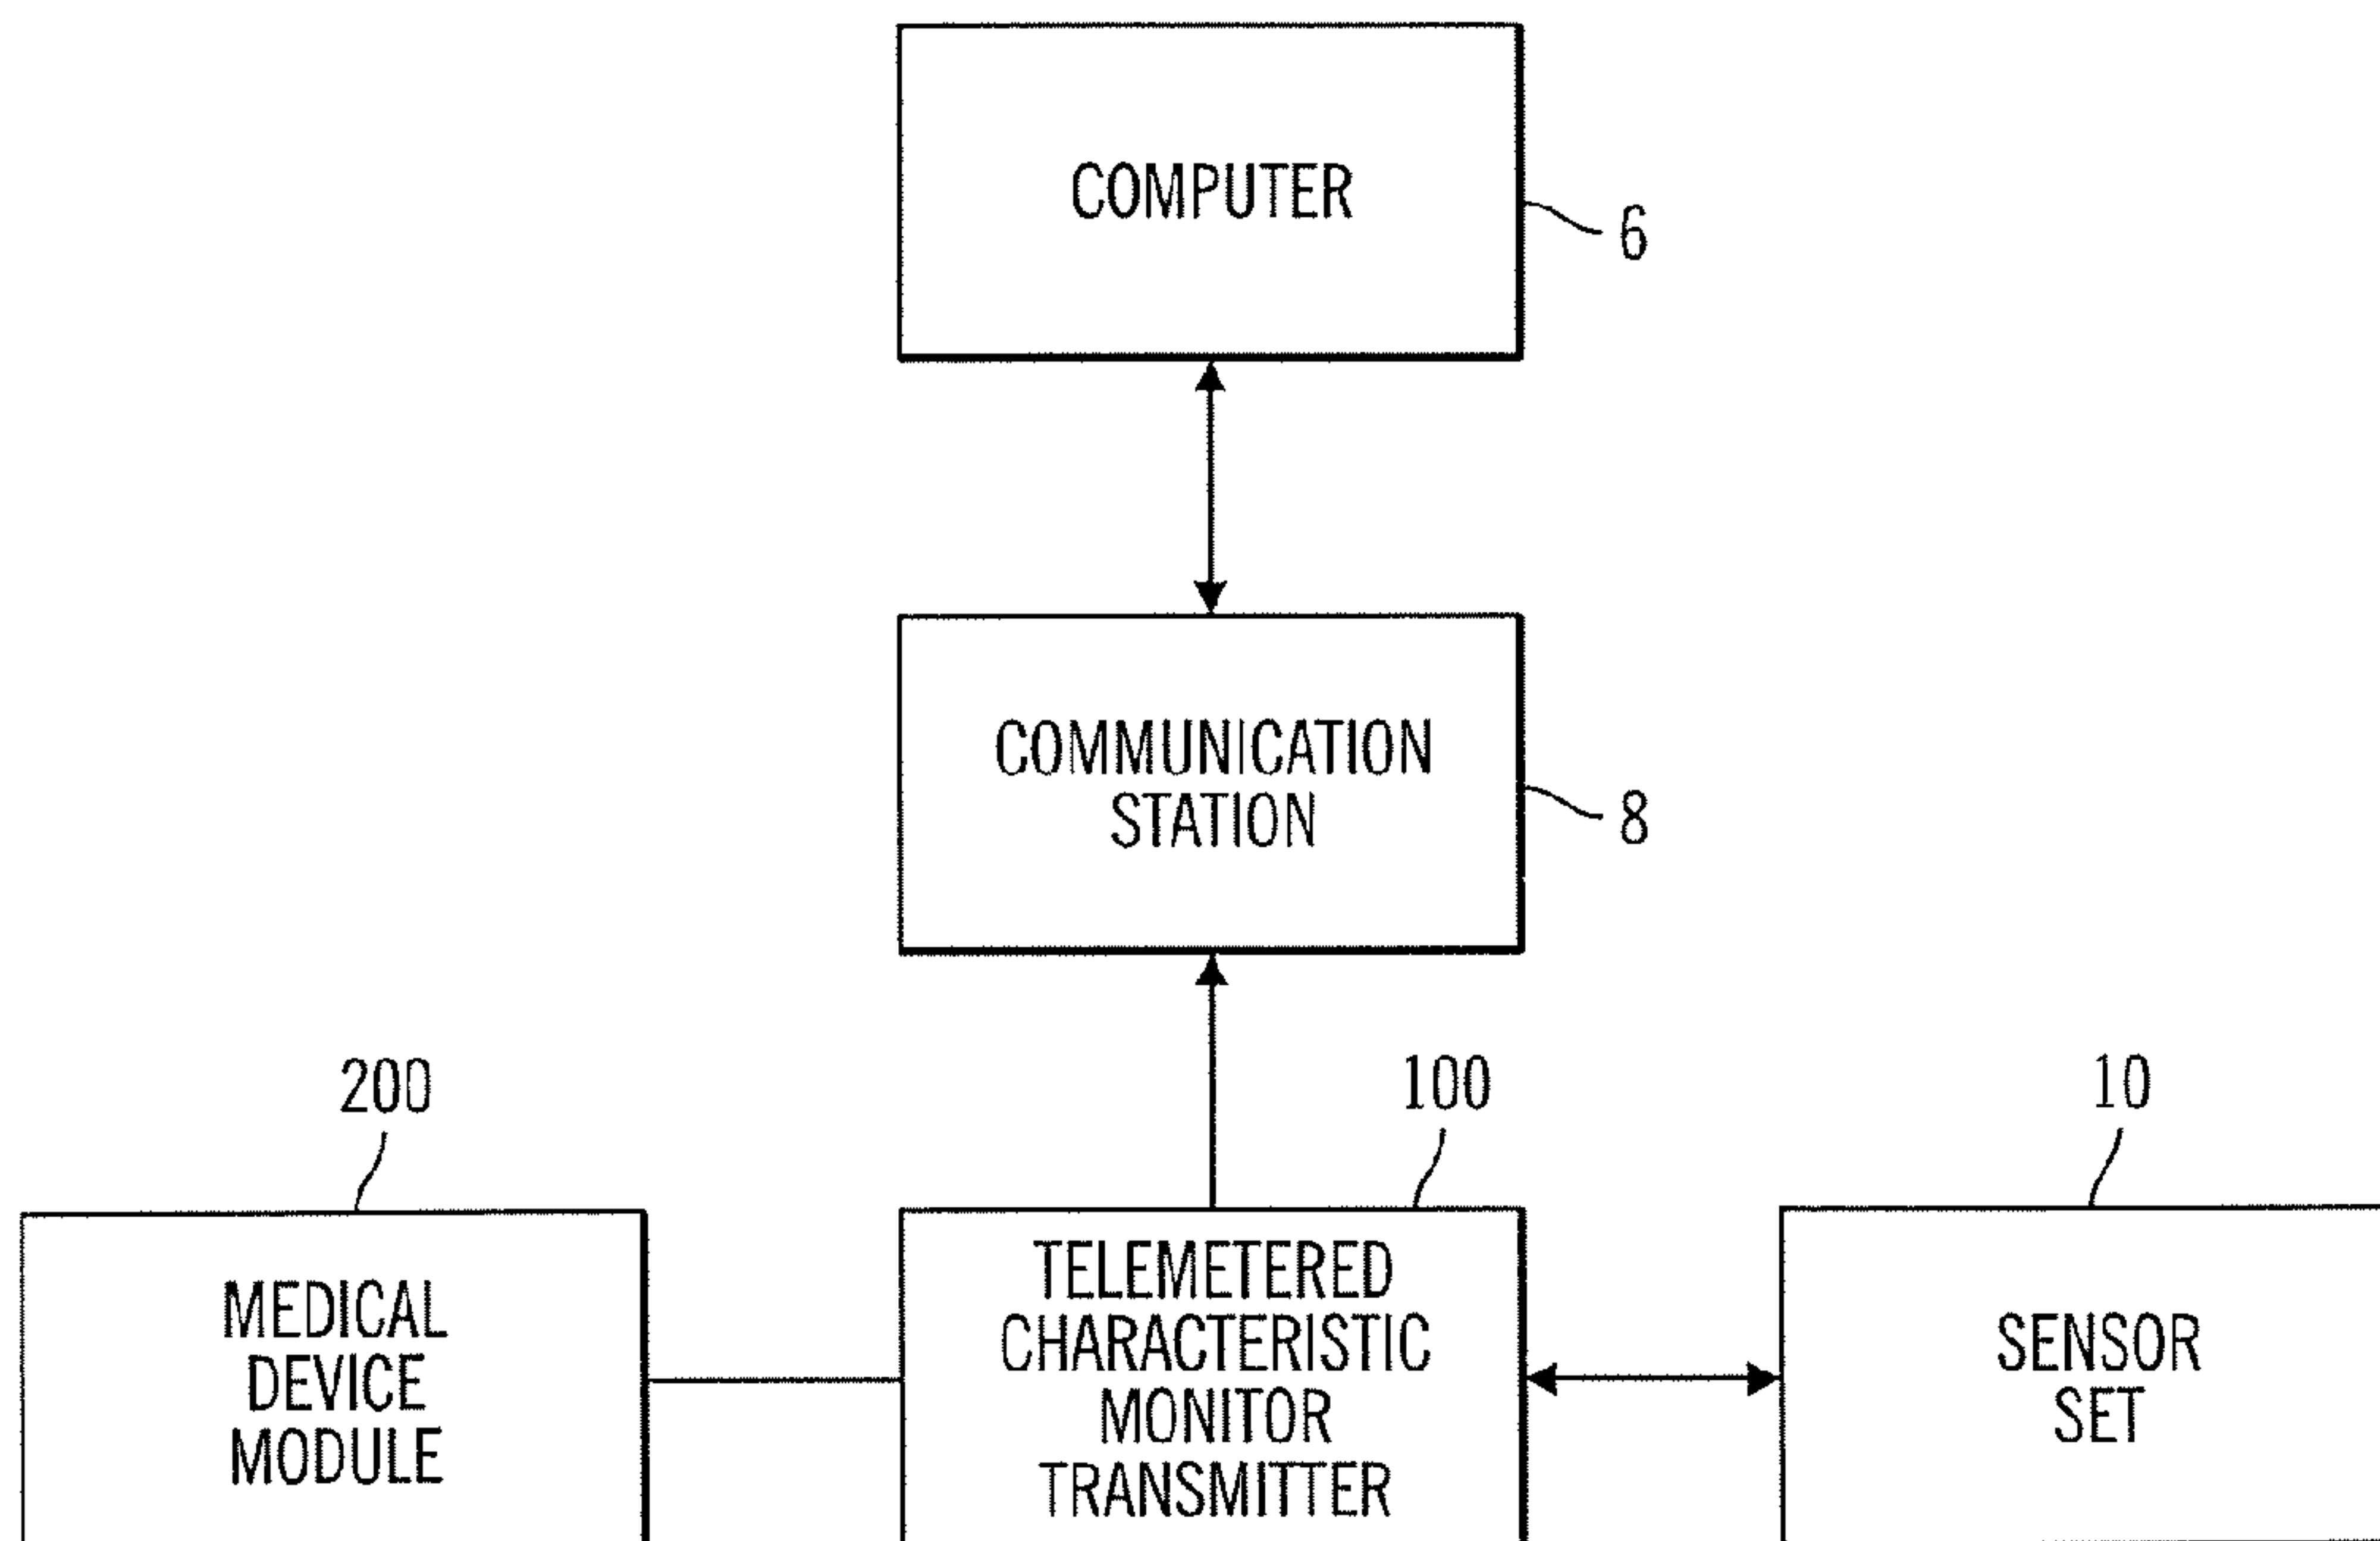 COMPUTER
6
COMMUNICATION
STATION
8
200
100
10
MEDICAL
DEVICE
MODULE
TELEMETERED
CHARACTERISTIC
MONITOR
TRANSMITTER
SENSOR
SET